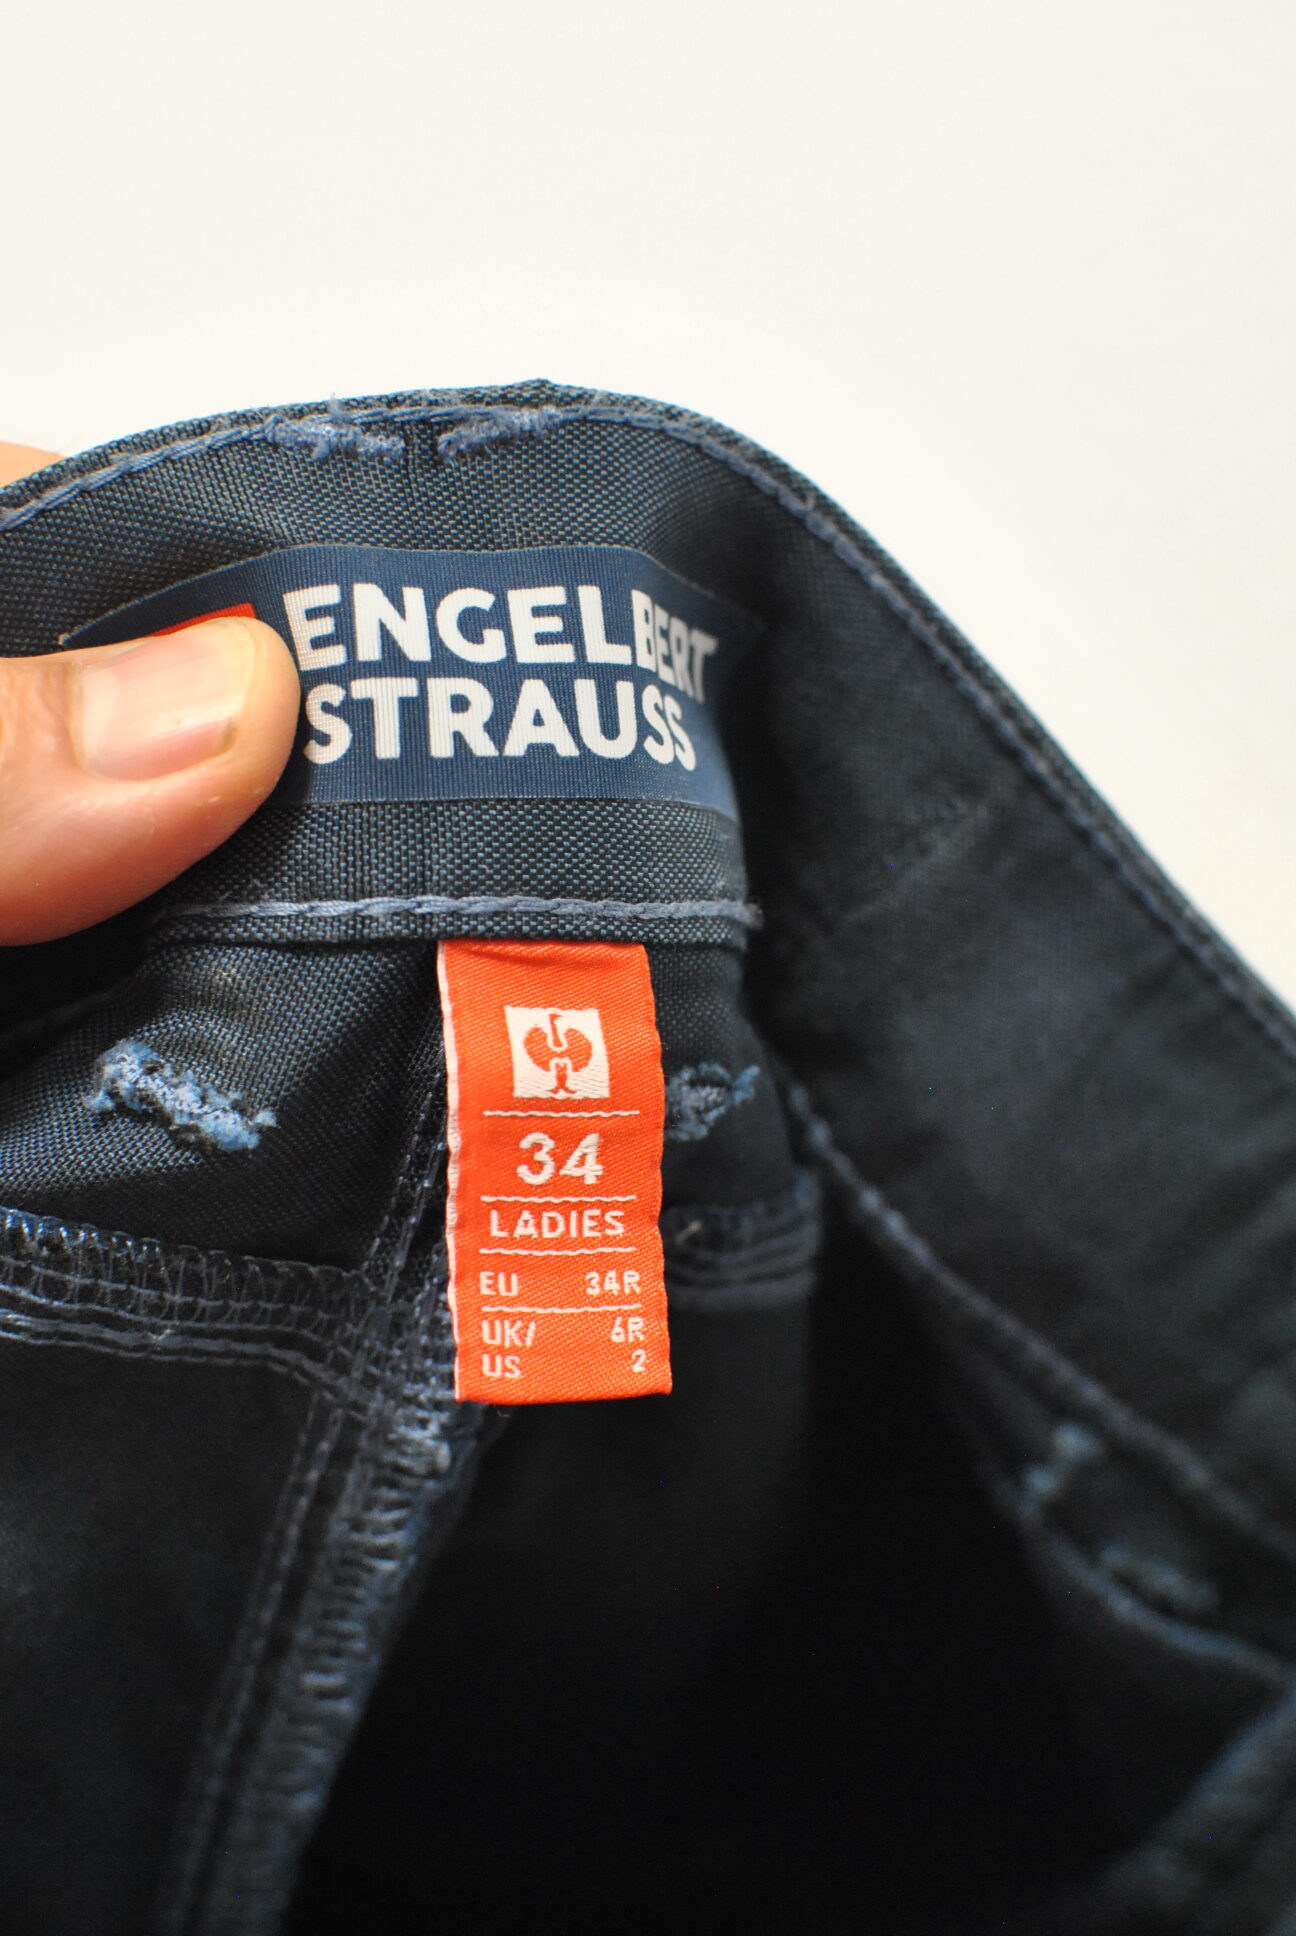 ENGELBERT
STRAUSS
34
LADIES
EU 34R
UK/ 6R
US 2